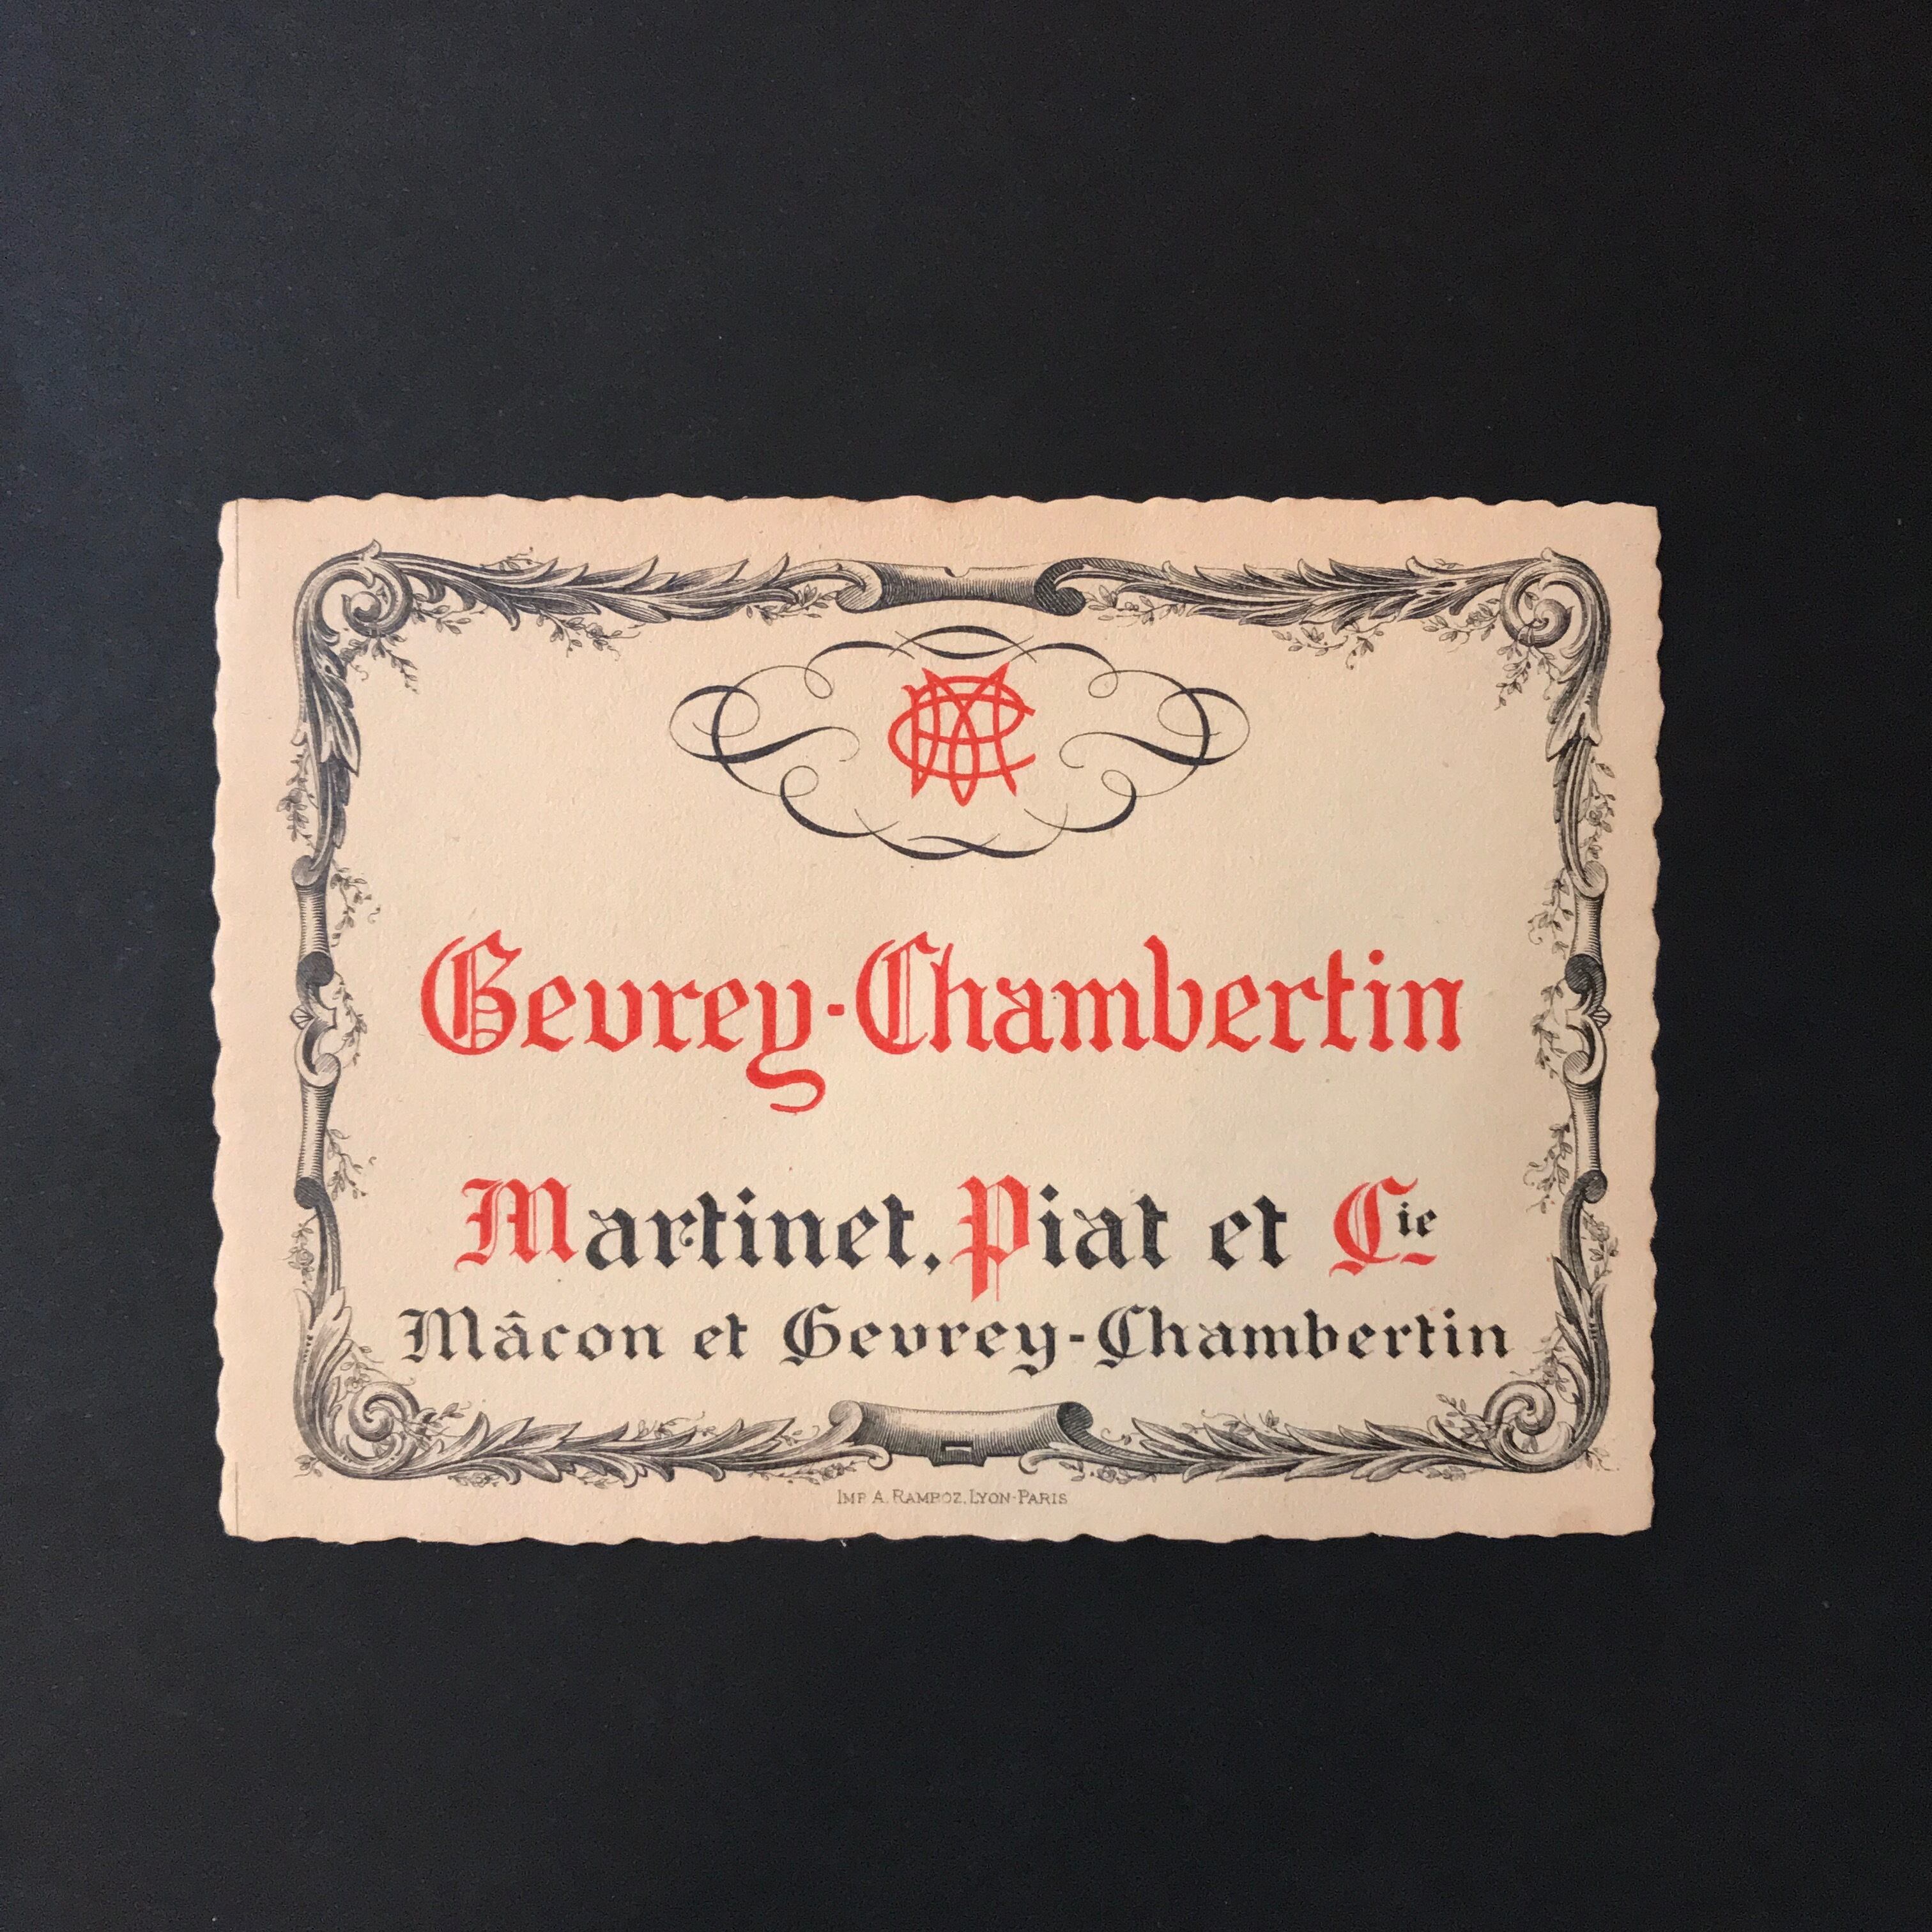 Gevrey-Chambertin
Martinet, Piat et Cie
Mâcon et Gevrey-Chambertin
IMP A. RAMBOZ, LYON-PARIS